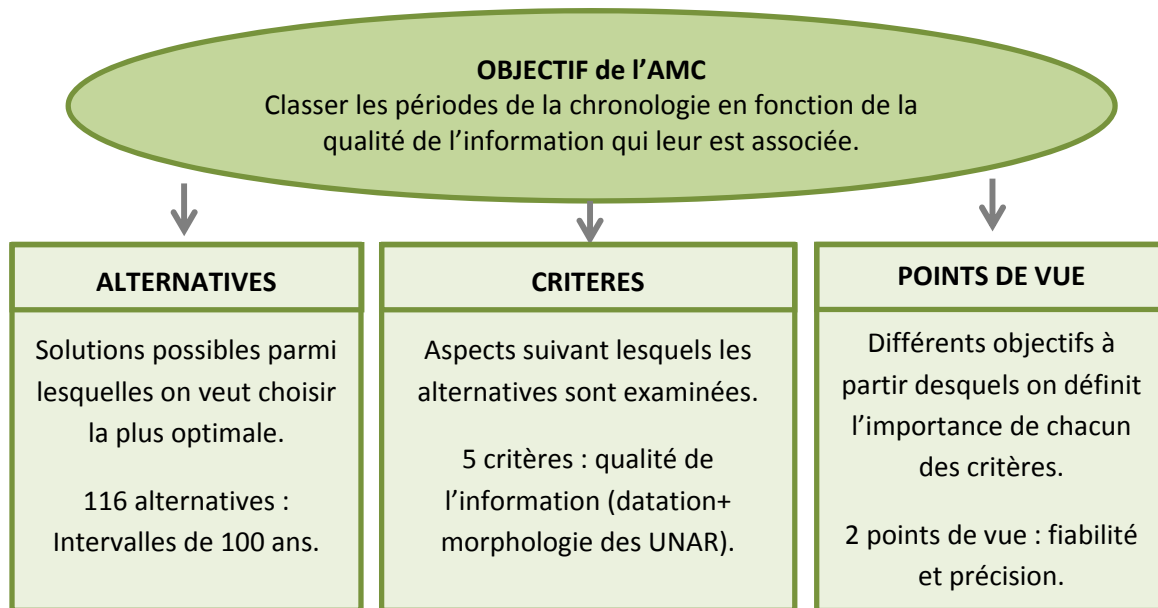 OBJECTIF de l’AMC
Classer les périodes de la chronologie en fonction de la
qualité de l’information qui leur est associée.
ALTERNATIVES
Solutions possibles parmi
lesquelles on veut choisir
la plus optimale.
116 alternatives :
Intervalles de 100 ans.
CRITERES
Aspects suivant lesquels les
alternatives sont examinées.
5 critères : qualité de
l’information (datation+
morphologie des UNAR).
POINTS DE VUE
Différents objectifs à
partir desquels on définit
l’importance de chacun
des critères.
2 points de vue : fiabilité
et précision.